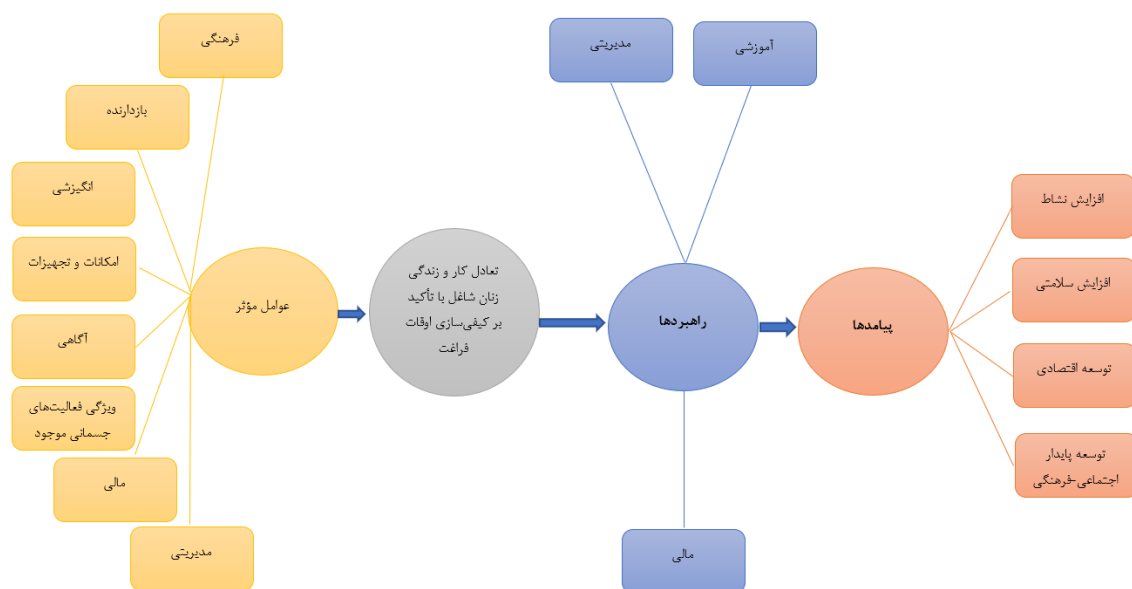 فرهنگی
بازدارنده
انگیزشی
امکانات و تجهیزات
آگاهی
ویژگی فعالیت‌های
جسمانی موجود
مالی
مدیریتی
عوامل مؤثر
تعادل کار و زندگی
زنان شاغل با تأکید
بر کیفی‌سازی اوقات
فراغت
مدیریتی
آموزشی
راهبردها
مالی
پیامدها
افزایش نشاط
افزایش سلامتی
توسعه اقتصادی
توسعه پایدار
اجتماعی-فرهنگی